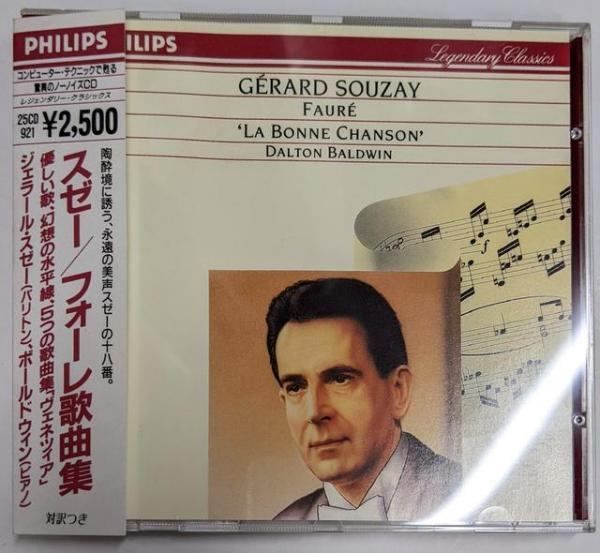 PHILIPS
コンピューター・テクニックで甦る
驚異のノーノイズCD
レジェンダリー・クラシックス
25CD
921
¥2,500
陶酔境に誘う、永遠の美声スゼーの十八番。
スゼー／フォーレ歌曲集
優しい歌、幻想の水平線、5つの歌曲集「ヴェネツィア」
ジェラール・スゼー(バリトン)、ボールドウィン(ピアノ)
対訳つき
ILIPS
Legendary Classics
GÉRARD SOUZAY
FAURÉ
'LA BONNE CHANSON'
DALTON BALDWIN